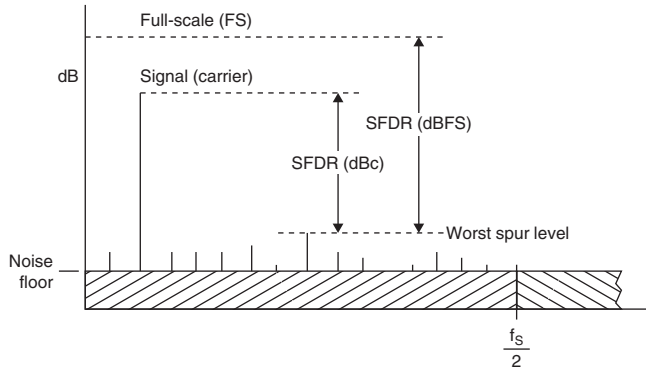 Full-scale (FS)
dB
Signal (carrier)
SFDR (dBFS)
SFDR (dBc)
Worst spur level
Noise
floor
fS
2